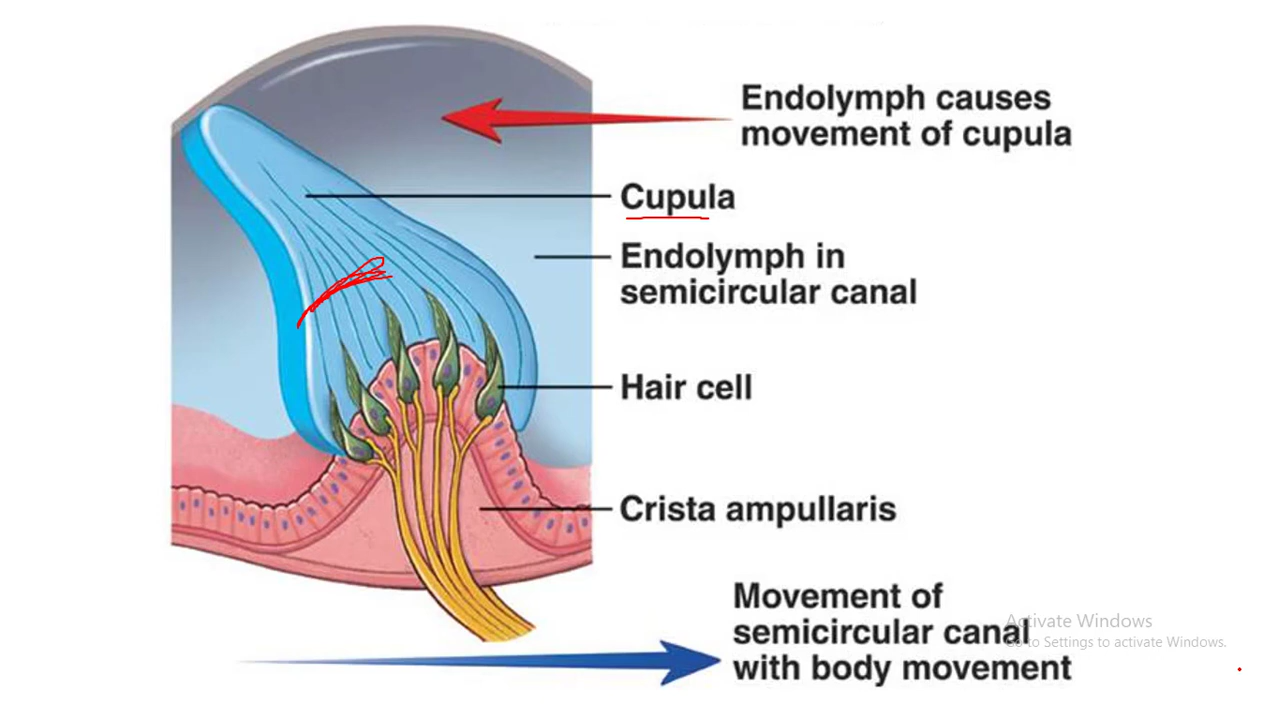 Endolymph causes
movement of cupula
Cupula
Endolymph in
semicircular canal
Hair cell
Crista ampullaris
Movement of
semicircular canal
with body movement
Activate Windows
Go to Settings to activate Windows.